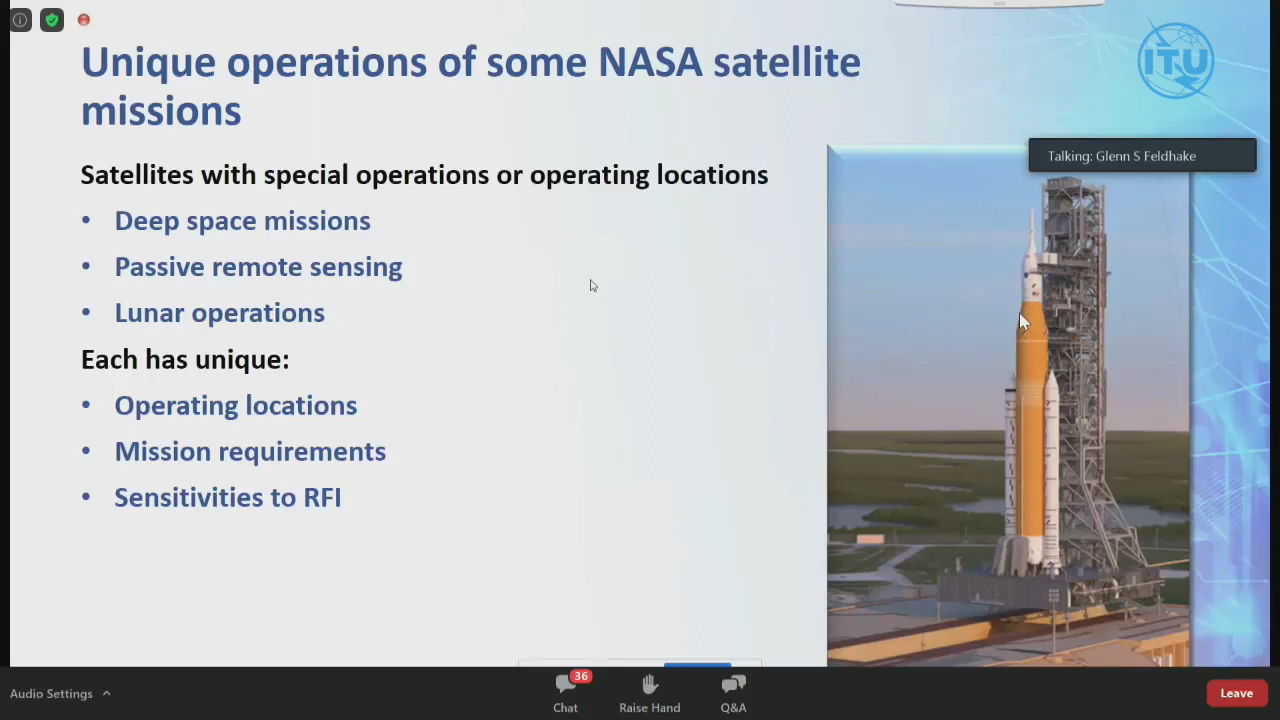 Unique operations of some NASA satellite
missions
ITU
Talking: Glenn S Feldhake
Satellites with special operations or operating locations
• Deep space missions
• Passive remote sensing
• Lunar operations
Each has unique:
• Operating locations
• Mission requirements
• Sensitivities to RFI
Audio Settings
36
Chat
Raise Hand
Q&A
Leave